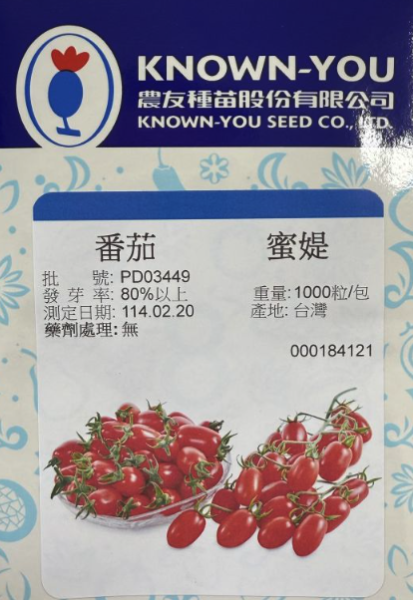 KNOWN-YOU
農友種苗股份有限公司
KNOWN-YOU SEED CO., LTD.
番茄 蜜媞
批 號: PD03449
發 芽 率: 80%以上 重量: 1000粒/包
測定日期: 114.02.20 產地: 台灣
藥劑處理: 無
000184121